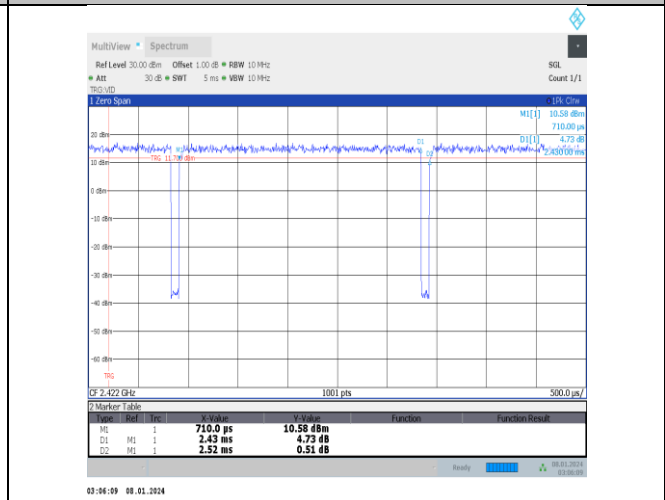 MultiView Spectrum
Ref Level 30.00 dBm Offset 1.00 dB RBW 10 MHz SGL
Att 30 dB SWT 5 ms VBW 10 MHz Count 1/1
TRG:VID
1 Zero Span 1Pk Clrw
M1[1] 10.58 dBm
710.00 µs
20 dBm D1 D1[1] 4.73 dB
M1 D2 2.43000 ms
10 dBm TRG 11.700 dBm
0 dBm
-10 dBm
-20 dBm
-30 dBm
-40 dBm
-50 dBm
-60 dBm
TRG
CF 2.422 GHz 1001 pts 500.0 µs/
2 Marker Table
Type Ref Trc X-Value Y-Value Function Function Result
M1 1 710.0 µs 10.58 dBm
D1 M1 1 2.43 ms 4.73 dB
D2 M1 1 2.52 ms 0.51 dB
Ready 08.01.2024
03:06:09
03:06:09 08.01.2024